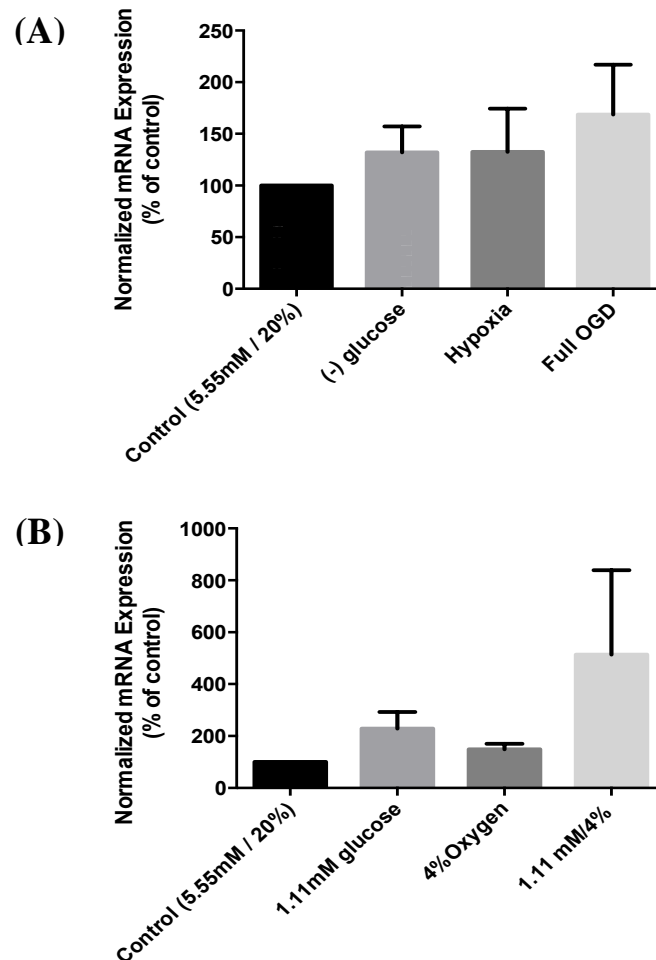 (A)
Normalized mRNA Expression
(% of control)
250
200
150
100
50
0
Control (5.55mM / 20%)
(-) glucose
Hypoxia
Full OGD
(B)
Normalized mRNA Expression
(% of control)
1000
800
600
400
200
0
Control (5.55mM / 20%)
1.11mM glucose
4%Oxygen
1.11 mM/4%